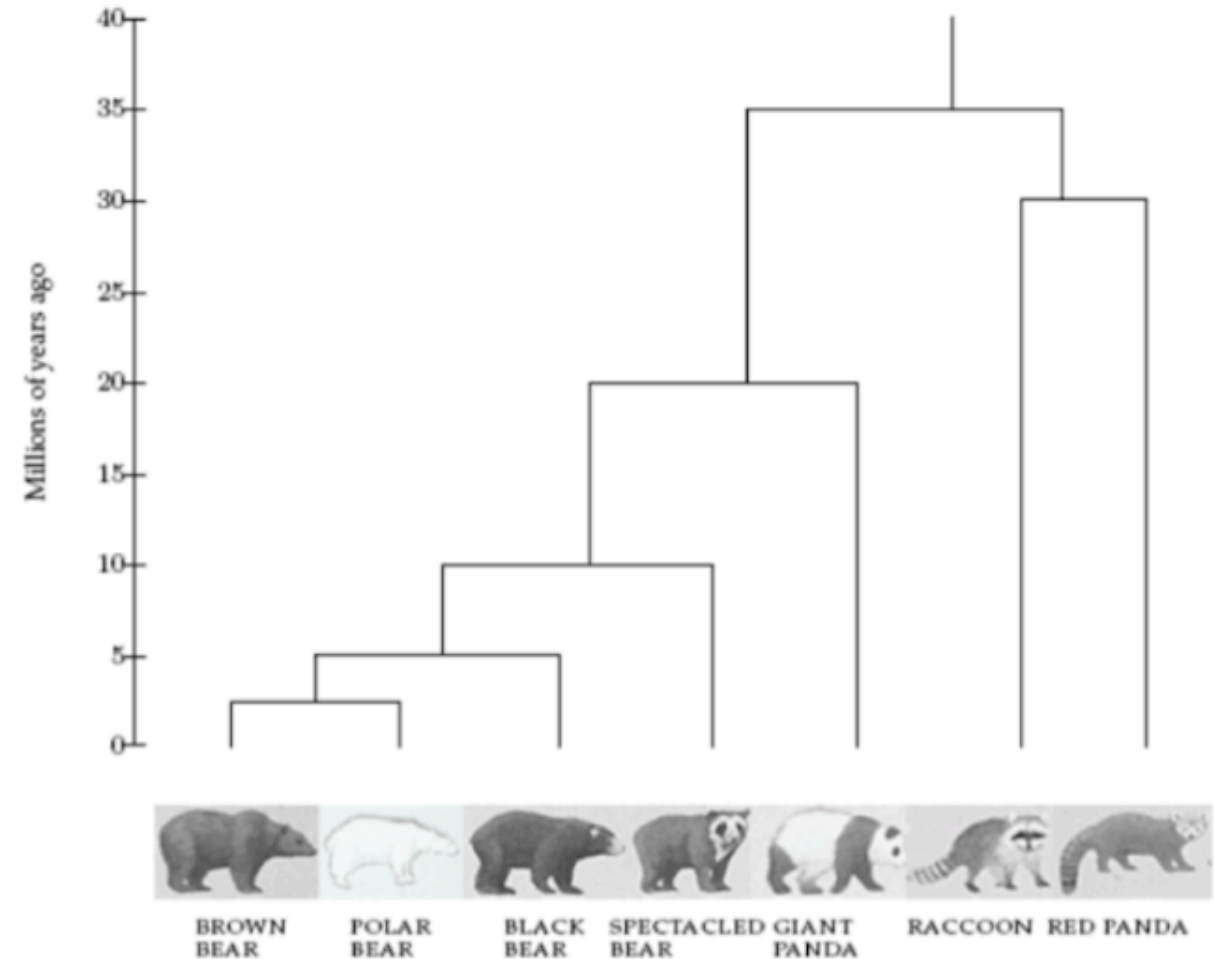 40
35
30
25
20
15
10
5
0
Millions of years ago
BROWN BEAR
POLAR BEAR
BLACK BEAR
SPECTACLED BEAR
GIANT PANDA
RACCOON
RED PANDA